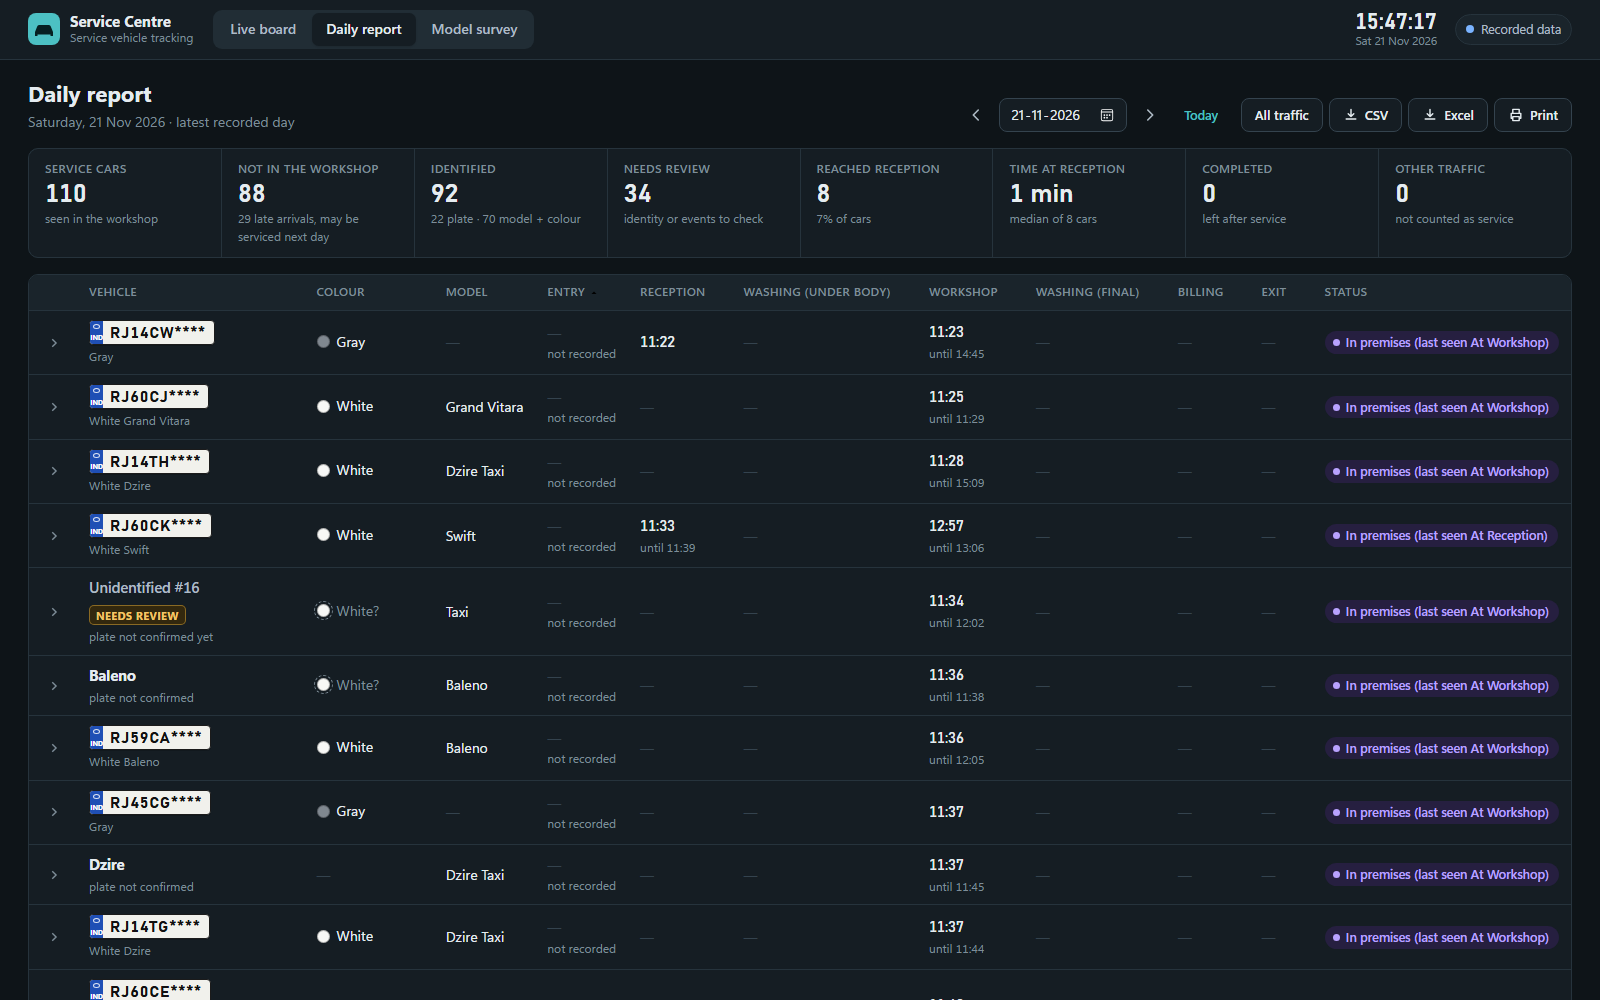 Service Centre
Service vehicle tracking
Live board
Daily report
Model survey
15:47:17
Sat 21 Nov 2026
Recorded data
Daily report
Saturday, 21 Nov 2026 · latest recorded day
21-11-2026
Today
All traffic
CSV
Excel
Print
SERVICE CARS
110
seen in the workshop
NOT IN THE WORKSHOP
88
29 late arrivals, may be
serviced next day
IDENTIFIED
92
22 plate · 70 model + colour
NEEDS REVIEW
34
identity or events to check
REACHED RECEPTION
8
7% of cars
TIME AT RECEPTION
1 min
median of 8 cars
COMPLETED
0
left after service
OTHER TRAFFIC
0
not counted as service
VEHICLE COLOUR MODEL ENTRY RECEPTION WASHING (UNDER BODY) WORKSHOP WASHING (FINAL) BILLING EXIT STATUS
IND RJ14CW****
Gray
Gray
—
—
not recorded
11:22
—
11:23
until 14:45
—
—
—
In premises (last seen At Workshop)
IND RJ60CJ****
White Grand Vitara
White
Grand Vitara
—
not recorded
—
—
11:25
until 11:29
—
—
—
In premises (last seen At Workshop)
IND RJ14TH****
White Dzire
White
Dzire Taxi
—
not recorded
—
—
11:28
until 15:09
—
—
—
In premises (last seen At Workshop)
IND RJ60CK****
White Swift
White
Swift
—
not recorded
11:33
until 11:39
—
12:57
until 13:06
—
—
—
In premises (last seen At Reception)
Unidentified #16
NEEDS REVIEW
plate not confirmed yet
White?
Taxi
—
not recorded
—
—
11:34
until 12:02
—
—
—
In premises (last seen At Workshop)
Baleno
plate not confirmed
White?
Baleno
—
not recorded
—
—
11:36
until 11:38
—
—
—
In premises (last seen At Workshop)
IND RJ59CA****
White Baleno
White
Baleno
—
not recorded
—
—
11:36
until 12:05
—
—
—
In premises (last seen At Workshop)
IND RJ45CG****
Gray
Gray
—
—
not recorded
—
—
11:37
—
—
—
In premises (last seen At Workshop)
Dzire
plate not confirmed
—
Dzire Taxi
—
not recorded
—
—
11:37
until 11:45
—
—
—
In premises (last seen At Workshop)
IND RJ14TG****
White Dzire
White
Dzire Taxi
—
not recorded
—
—
11:37
until 11:44
—
—
—
In premises (last seen At Workshop)
IND RJ60CE****